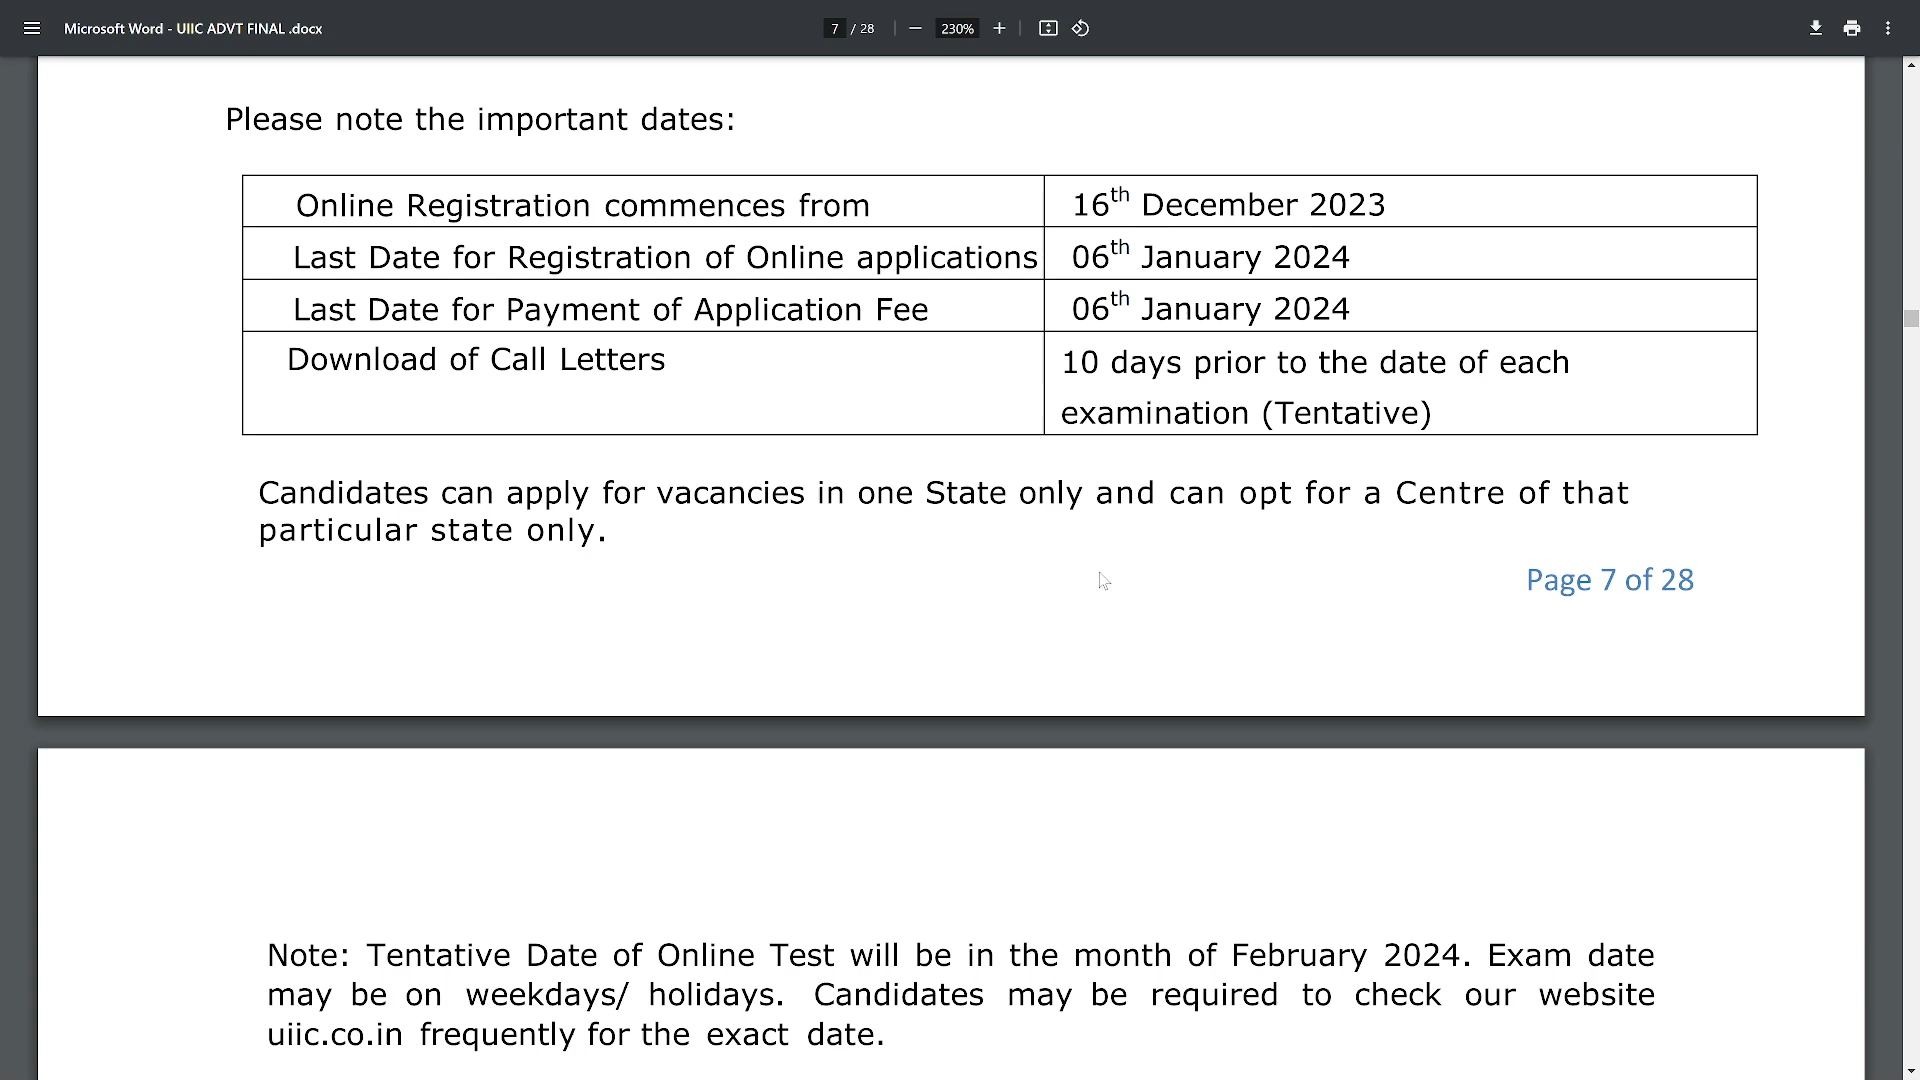 Microsoft Word - UIIC ADVT FINAL .docx
7 / 28
230%
Please note the important dates:
Online Registration commences from 16th December 2023
Last Date for Registration of Online applications 06th January 2024
Last Date for Payment of Application Fee 06th January 2024
Download of Call Letters 10 days prior to the date of each
examination (Tentative)
Candidates can apply for vacancies in one State only and can opt for a Centre of that
particular state only.
Page 7 of 28
Note: Tentative Date of Online Test will be in the month of February 2024. Exam date
may be on weekdays/ holidays. Candidates may be required to check our website
uiic.co.in frequently for the exact date.